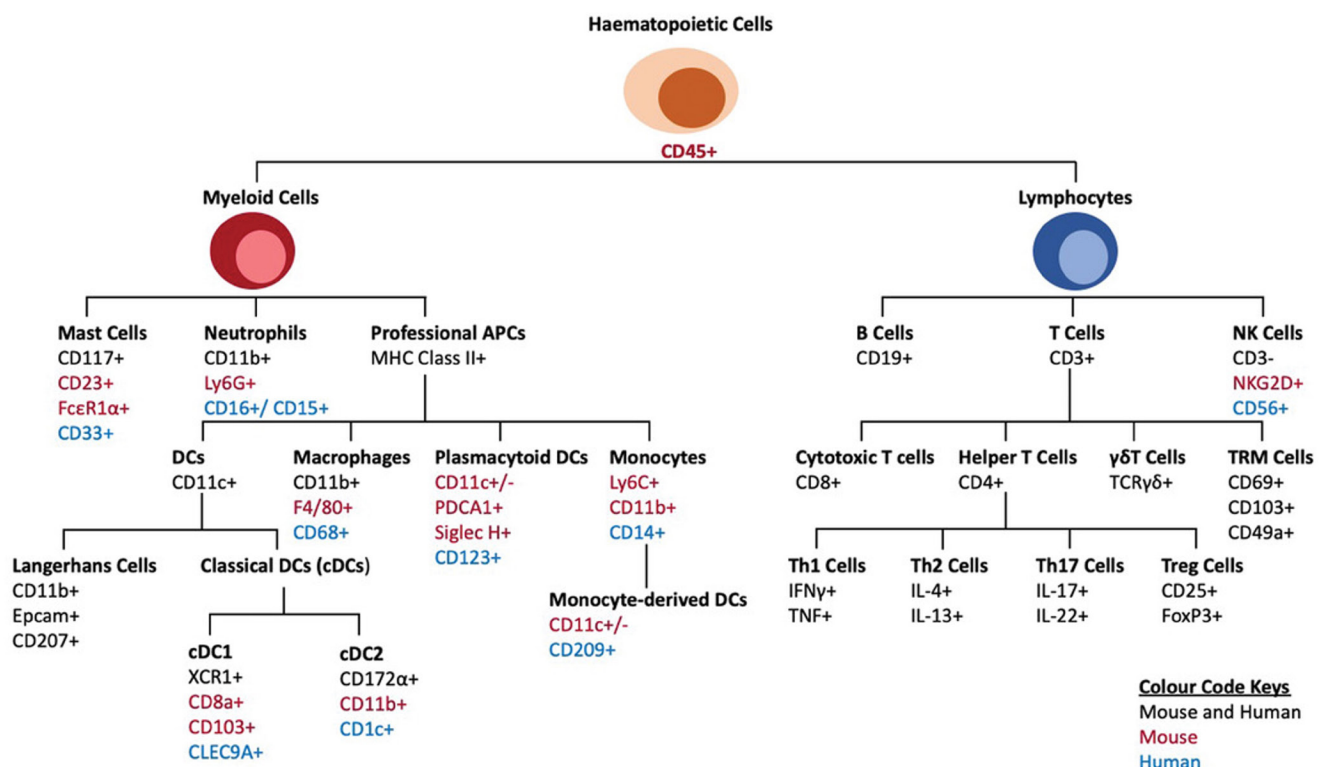 Haematopoietic Cells
CD45+
Myeloid Cells
Lymphocytes
Mast Cells
CD117+
CD23+
FcεR1α+
CD33+
Neutrophils
CD11b+
Ly6G+
CD16+/ CD15+
Professional APCs
MHC Class II+
B Cells
CD19+
T Cells
CD3+
NK Cells
CD3-
NKG2D+
CD56+
DCs
CD11c+
Macrophages
CD11b+
F4/80+
CD68+
Plasmacytoid DCs
CD11c+/-
PDCA1+
Siglec H+
CD123+
Monocytes
Ly6C+
CD11b+
CD14+
Cytotoxic T cells
CD8+
Helper T Cells
CD4+
γδT Cells
TCRγδ+
TRM Cells
CD69+
CD103+
CD49a+
Langerhans Cells
CD11b+
Epcam+
CD207+
Classical DCs (cDCs)
Monocyte-derived DCs
CD11c+/-
CD209+
Th1 Cells
IFNγ+
TNF+
Th2 Cells
IL-4+
IL-13+
Th17 Cells
IL-17+
IL-22+
Treg Cells
CD25+
FoxP3+
cDC1
XCR1+
CD8a+
CD103+
CLEC9A+
cDC2
CD172α+
CD11b+
CD1c+
Colour Code Keys
Mouse and Human
Mouse
Human